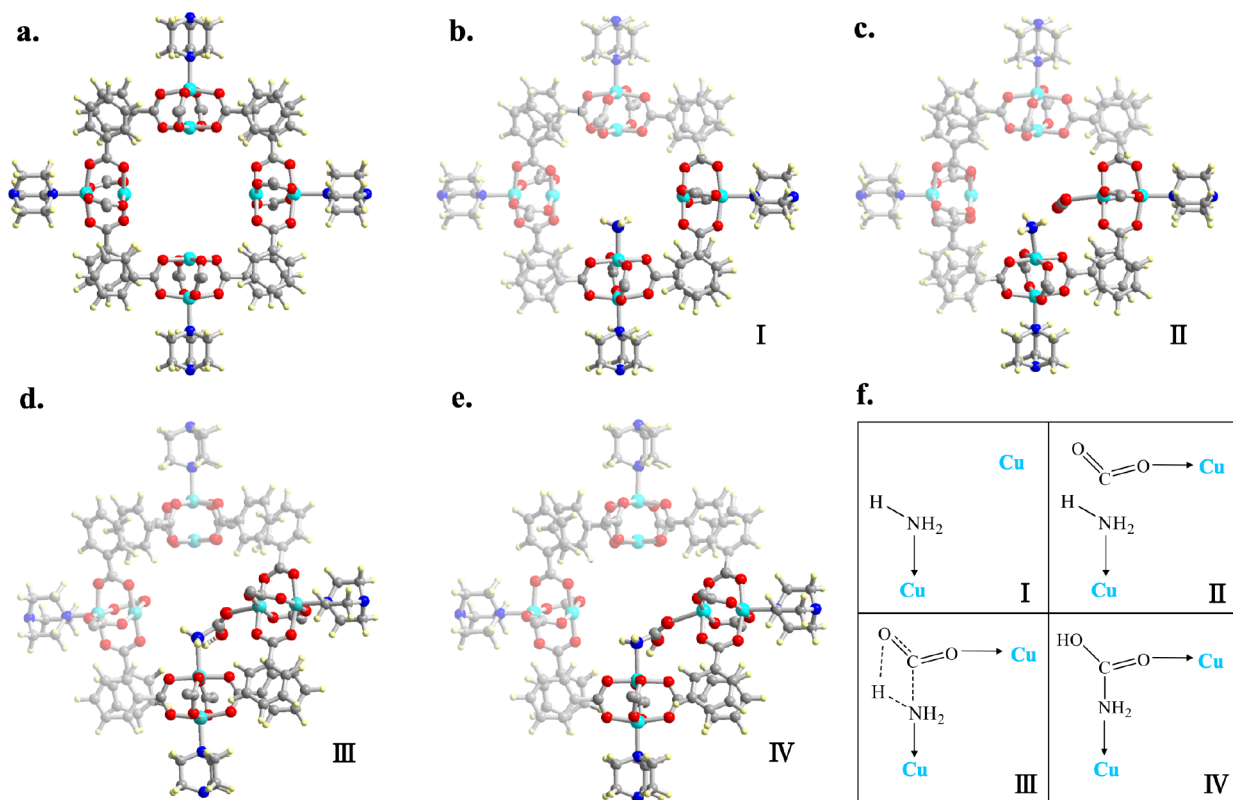 a.
b.
c.
I
II
d.
e.
f.
III
IV
Cu
H
NH2
Cu
I
O
C
O
Cu
H
NH2
Cu
II
O
C
O
Cu
H
NH2
Cu
III
HO
C
O
Cu
NH2
Cu
IV